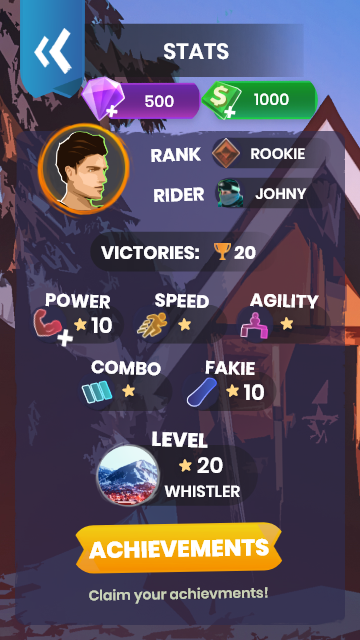 STATS
500
1000
RANK ROOKIE
RIDER JOHNY
VICTORIES: 20
POWER SPEED AGILITY
10
COMBO FAKIE
10
LEVEL
20
WHISTLER
ACHIEVEMENTS
Claim your achievments!